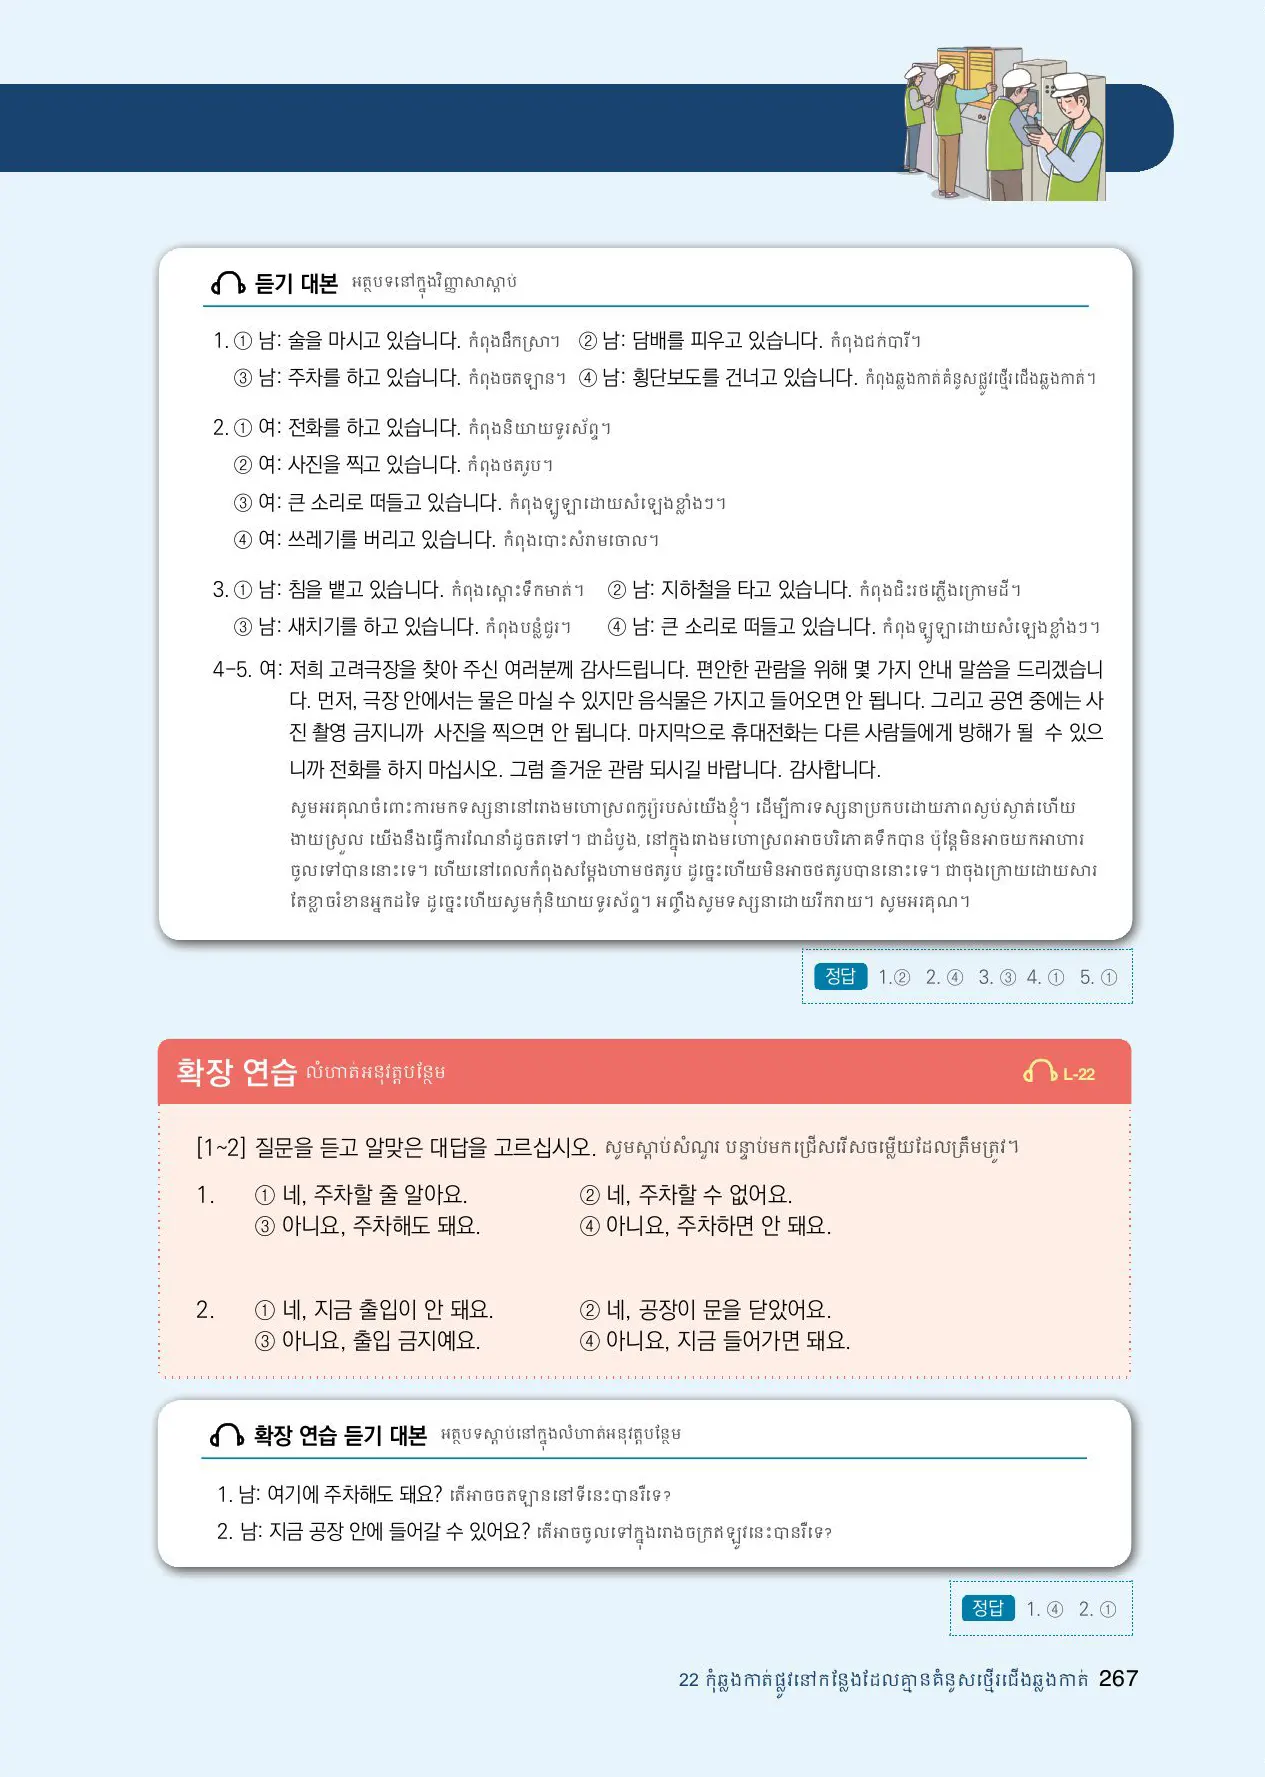 듣기 대본 អត្ថបទនៅក្នុងវិញ្ញាសាស្តាប់
1. ① 남: 술을 마시고 있습니다. កំពុងផឹកស្រា។ ② 남: 담배를 피우고 있습니다. កំពុងជក់បារី។
③ 남: 주차를 하고 있습니다. កំពុងចតឡាន។ ④ 남: 횡단보도를 건너고 있습니다. កំពុងឆ្លងកាត់គំនូសផ្លូវថ្មើរជើងឆ្លងកាត់។
2. ① 여: 전화를 하고 있습니다. កំពុងនិយាយទូរស័ព្ទ។
② 여: 사진을 찍고 있습니다. កំពុងថតរូប។
③ 여: 큰 소리로 떠들고 있습니다. កំពុងឡូឡាដោយសំឡេងខ្លាំងៗ។
④ 여: 쓰레기를 버리고 있습니다. កំពុងបោះសំរាមចោល។
3. ① 남: 침을 뱉고 있습니다. កំពុងស្តោះទឹកមាត់។ ② 남: 지하철을 타고 있습니다. កំពុងជិះរថភ្លើងក្រោមដី។
③ 남: 새치기를 하고 있습니다. កំពុងបន្លំជួរ។ ④ 남: 큰 소리로 떠들고 있습니다. កំពុងឡូឡាដោយសំឡេងខ្លាំងៗ។
4-5. 여: 저희 고려극장을 찾아 주신 여러분께 감사드립니다. 편안한 관람을 위해 몇 가지 안내 말씀을 드리겠습니
다. 먼저, 극장 안에서는 물은 마실 수 있지만 음식물은 가지고 들어오면 안 됩니다. 그리고 공연 중에는 사
진 촬영 금지니까 사진을 찍으면 안 됩니다. 마지막으로 휴대전화는 다른 사람들에게 방해가 될 수 있으
니까 전화를 하지 마십시오. 그럼 즐거운 관람 되시길 바랍니다. 감사합니다.
សូមអរគុណចំពោះការមកទស្សនានៅរោងមហោស្រពកូរ្យ៉ូរបស់យើងខ្ញុំ។ ដើម្បីការទស្សនាប្រកបដោយភាពស្ងប់ស្ងាត់ហើយ
ងាយស្រួល យើងនឹងធ្វើការណែនាំដូចតទៅ។ ជាដំបូង, នៅក្នុងរោងមហោស្រពអាចបរិភោគទឹកបាន ប៉ុន្តែមិនអាចយកអាហារ
ចូលទៅបាននោះទេ។ ហើយនៅពេលកំពុងសម្តែងហាមថតរូប ដូច្នេះហើយមិនអាចថតរូបបាននោះទេ។ ជាចុងក្រោយដោយសារ
តែខ្លាចរំខានអ្នកដទៃ ដូច្នេះហើយសូមកុំនិយាយទូរស័ព្ទ។ អញ្ចឹងសូមទស្សនាដោយរីករាយ។ សូមអរគុណ។
정답 1.② 2. ④ 3. ③ 4. ① 5. ①
확장 연습 លំហាត់អនុវត្តបន្ថែម L-22
[1~2] 질문을 듣고 알맞은 대답을 고르십시오. សូមស្តាប់សំណួរ បន្ទាប់មកជ្រើសរើសចម្លើយដែលត្រឹមត្រូវ។
1. ① 네, 주차할 줄 알아요. ② 네, 주차할 수 없어요.
③ 아니요, 주차해도 돼요. ④ 아니요, 주차하면 안 돼요.
2. ① 네, 지금 출입이 안 돼요. ② 네, 공장이 문을 닫았어요.
③ 아니요, 출입 금지예요. ④ 아니요, 지금 들어가면 돼요.
확장 연습 듣기 대본 អត្ថបទស្តាប់នៅក្នុងលំហាត់អនុវត្តបន្ថែម
1. 남: 여기에 주차해도 돼요? តើអាចចតឡាននៅទីនេះបានរឺទេ?
2. 남: 지금 공장 안에 들어갈 수 있어요? តើអាចចូលទៅក្នុងរោងចក្រឥឡូវនេះបានរឺទេ?
정답 1. ④ 2. ①
22 កុំឆ្លងកាត់ផ្លូវនៅកន្លែងដែលគ្មានគំនូសថ្មើរជើងឆ្លងកាត់ 267